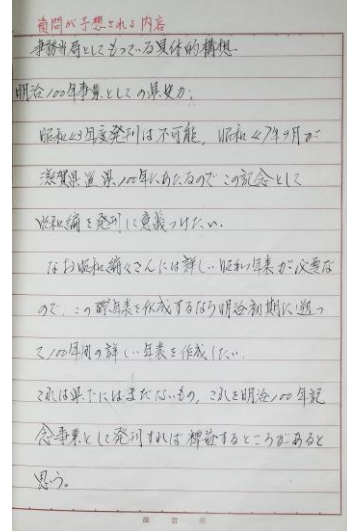 質問が予想される内容
事務当局としてもっている具体的構想
明治100年事業としての県史か、
昭和43年度発刊は不可能、昭和47年9月が
滋賀県置県100年にあたるのでこの記念として
昭和編を発刊し意義づけたい。
なお昭和編さんには詳しい昭和年表が必要な
ので、この際年表を作成するなら明治初期に遡っ
て100年間の詳しい年表を作成したい。
これは県下にはまだないもの、これを明治100年記
念事業として発刊すれば裨益するところがあると
思う。
滋賀県